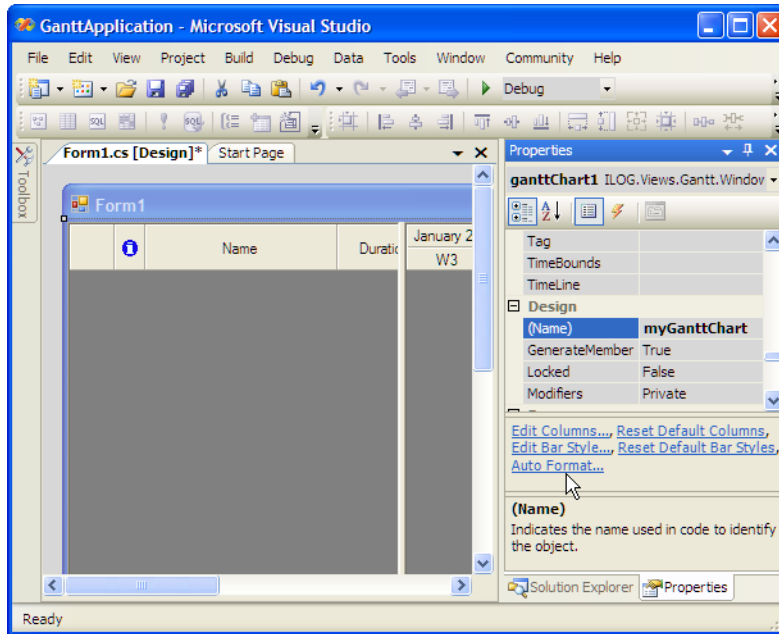 GanttApplication - Microsoft Visual Studio
File Edit View Project Build Debug Data Tools Window Community Help
Debug
Form1.cs [Design]* Start Page
Toolbox
Form1
Name Duratic January 2
W3
Properties
ganttChart1 ILOG.Views.Gantt.Windov
Tag
TimeBounds
TimeLine
Design
(Name) myGanttChart
GenerateMember True
Locked False
Modifiers Private
Edit Columns..., Reset Default Columns,
Edit Bar Style..., Reset Default Bar Styles,
Auto Format...
(Name)
Indicates the name used in code to identify
the object.
Solution Explorer Properties
Ready